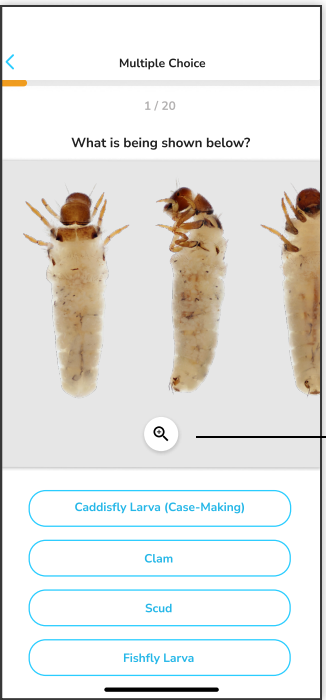 Multiple Choice
1 / 20
What is being shown below?
Caddisfly Larva (Case-Making)
Clam
Scud
Fishfly Larva